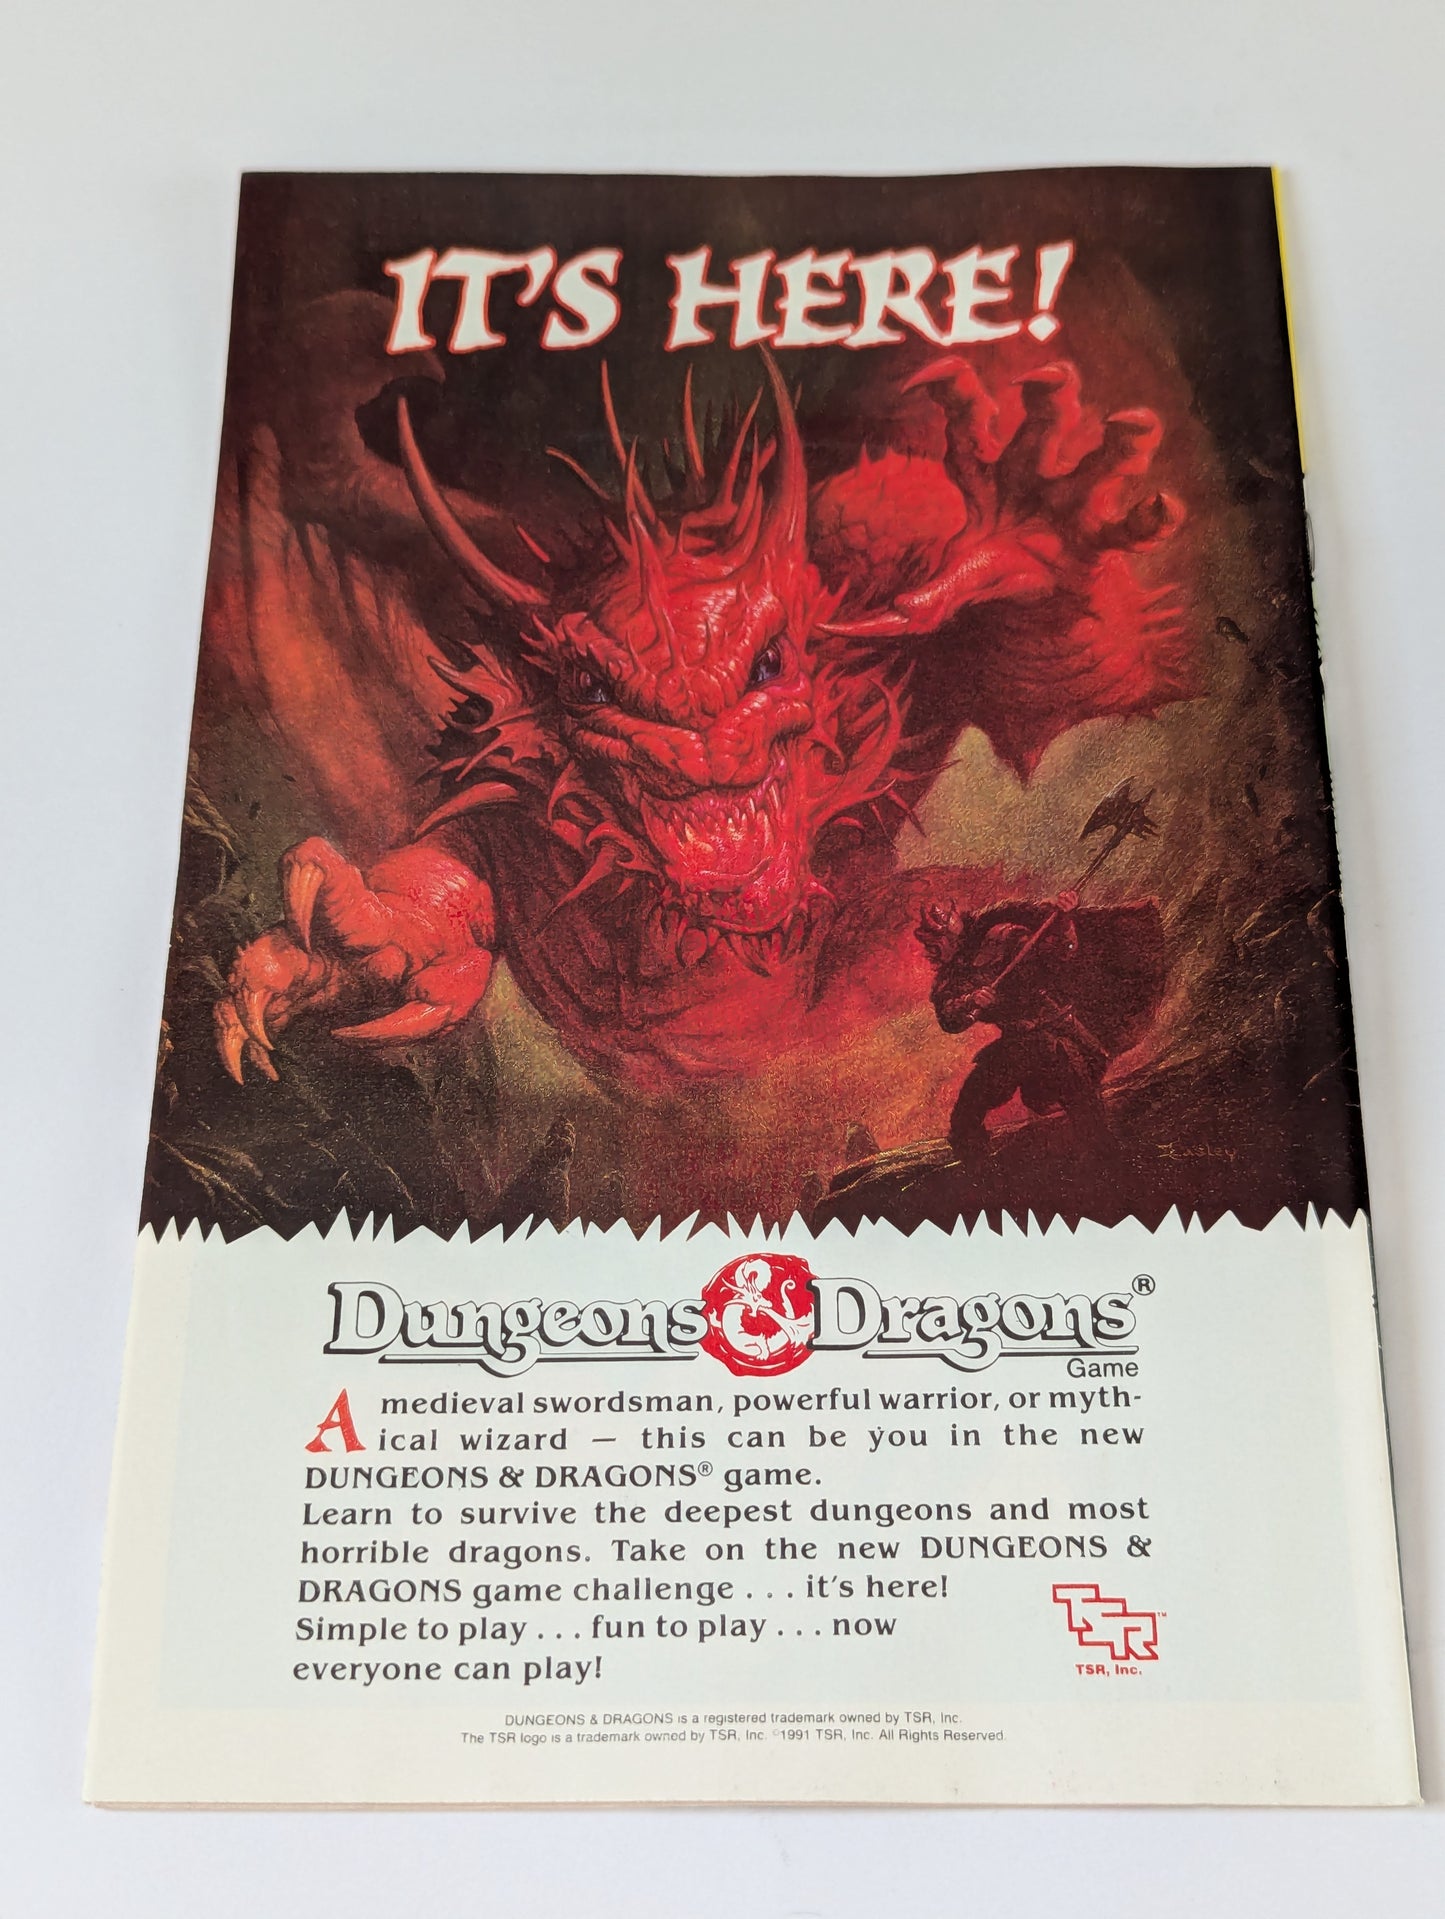 IT'S HERE!
Easley
Dungeons & Dragons®
Game
A medieval swordsman, powerful warrior, or myth-
ical wizard — this can be you in the new
DUNGEONS & DRAGONS® game.
Learn to survive the deepest dungeons and most
horrible dragons. Take on the new DUNGEONS &
DRAGONS game challenge . . . it's here!
Simple to play . . . fun to play . . . now
everyone can play!
TSR™
TSR, Inc.
DUNGEONS & DRAGONS is a registered trademark owned by TSR, Inc.
The TSR logo is a trademark owned by TSR, Inc. ©1991 TSR, Inc. All Rights Reserved.